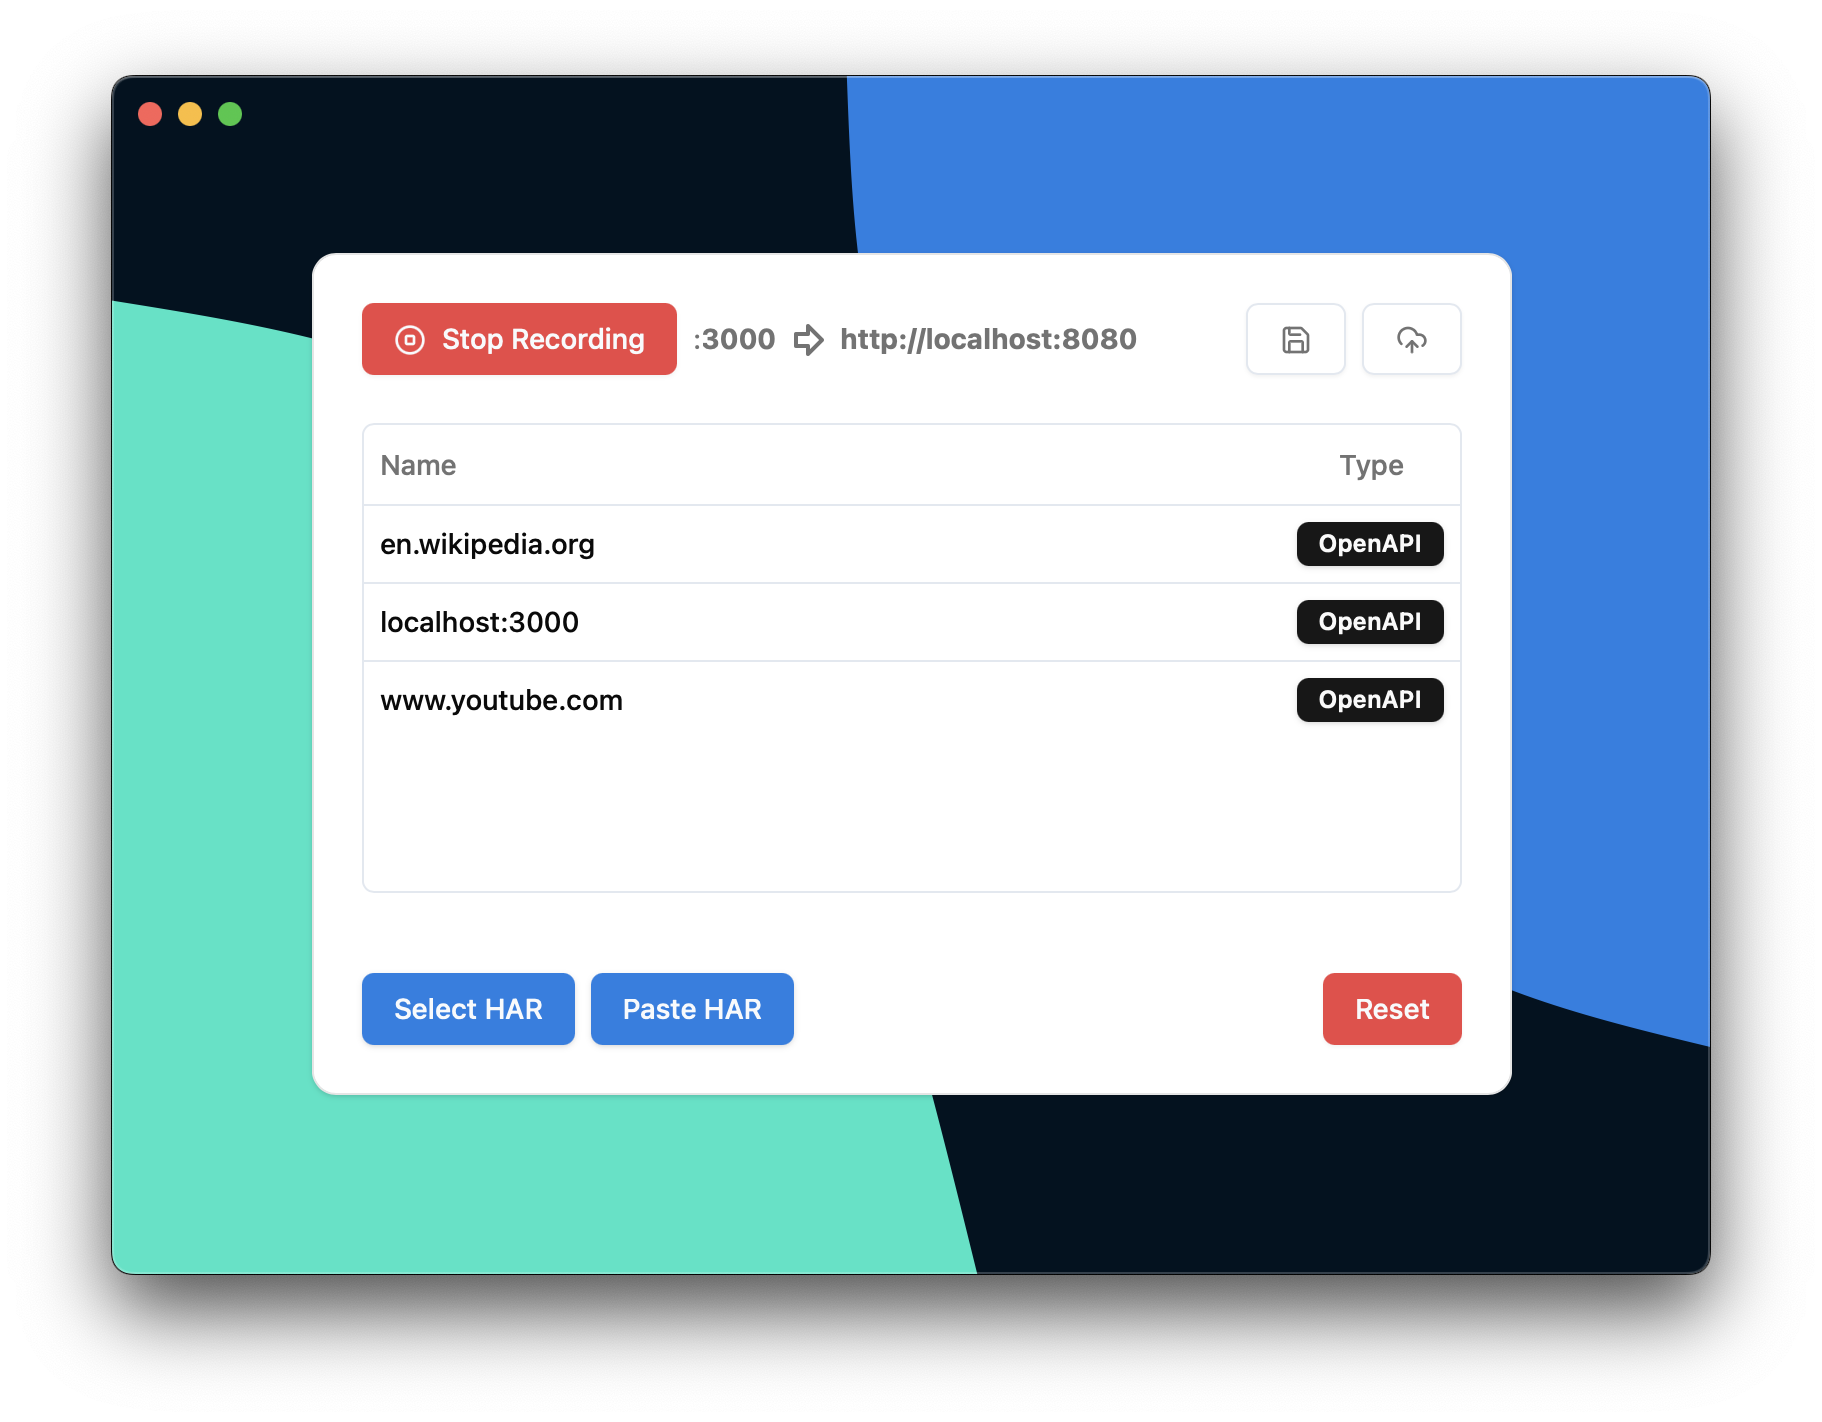 Stop Recording :3000 http://localhost:8080
Name Type
en.wikipedia.org OpenAPI
localhost:3000 OpenAPI
www.youtube.com OpenAPI
Select HAR Paste HAR Reset